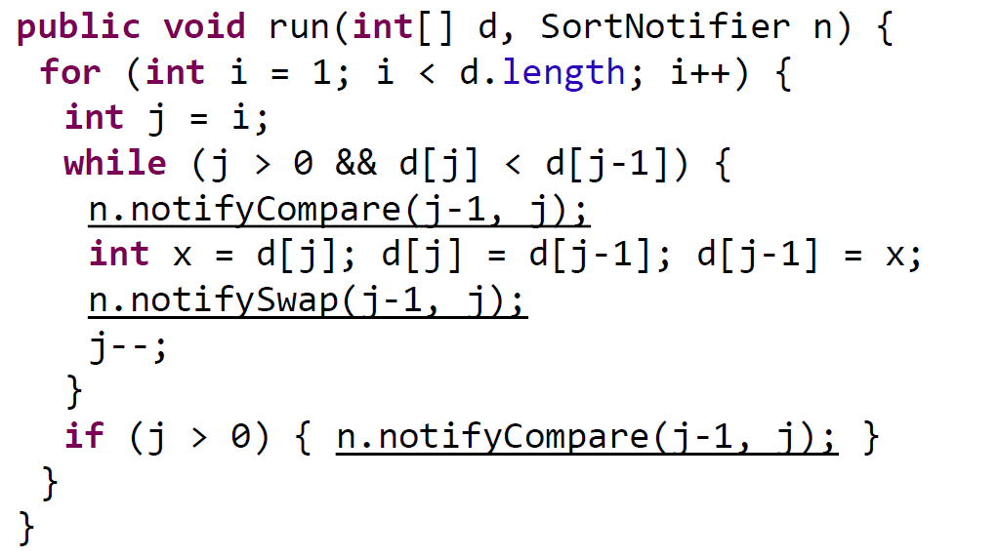 public void run(int[] d, SortNotifier n) {
for (int i = 1; i < d.length; i++) {
int j = i;
while (j > 0 && d[j] < d[j-1]) {
n.notifyCompare(j-1, j);
int x = d[j]; d[j] = d[j-1]; d[j-1] = x;
n.notifySwap(j-1, j);
j--;
}
if (j > 0) { n.notifyCompare(j-1, j); }
}
}